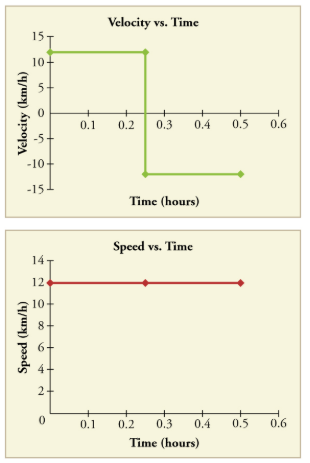 Velocity vs. Time
15
10
5
0
-5
-10
-15
Velocity (km/h)
0.1 0.2 0.3 0.4 0.5 0.6
Time (hours)
Speed vs. Time
14
12
10
8
6
4
2
0
Speed (km/h)
0.1 0.2 0.3 0.4 0.5 0.6
Time (hours)